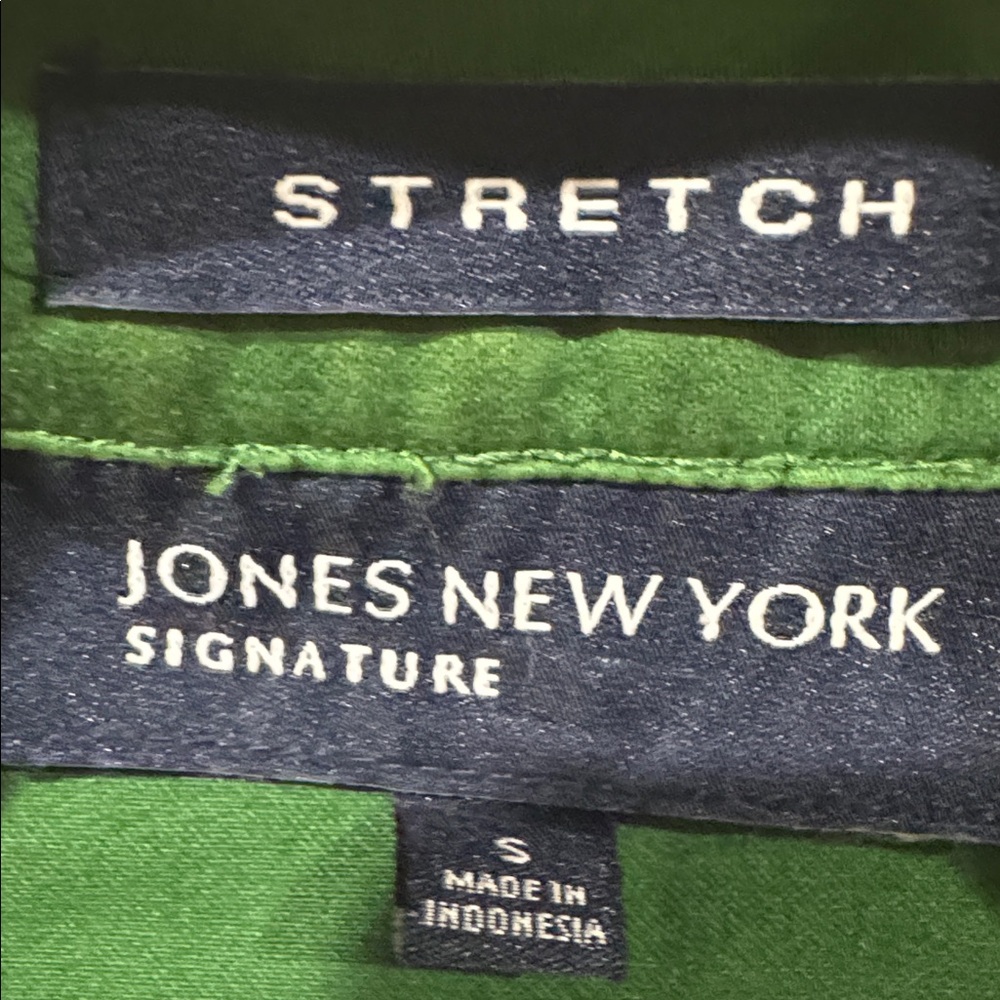 STRETCH
JONES NEW YORK
SIGNATURE
S
MADE IN
INDONESIA